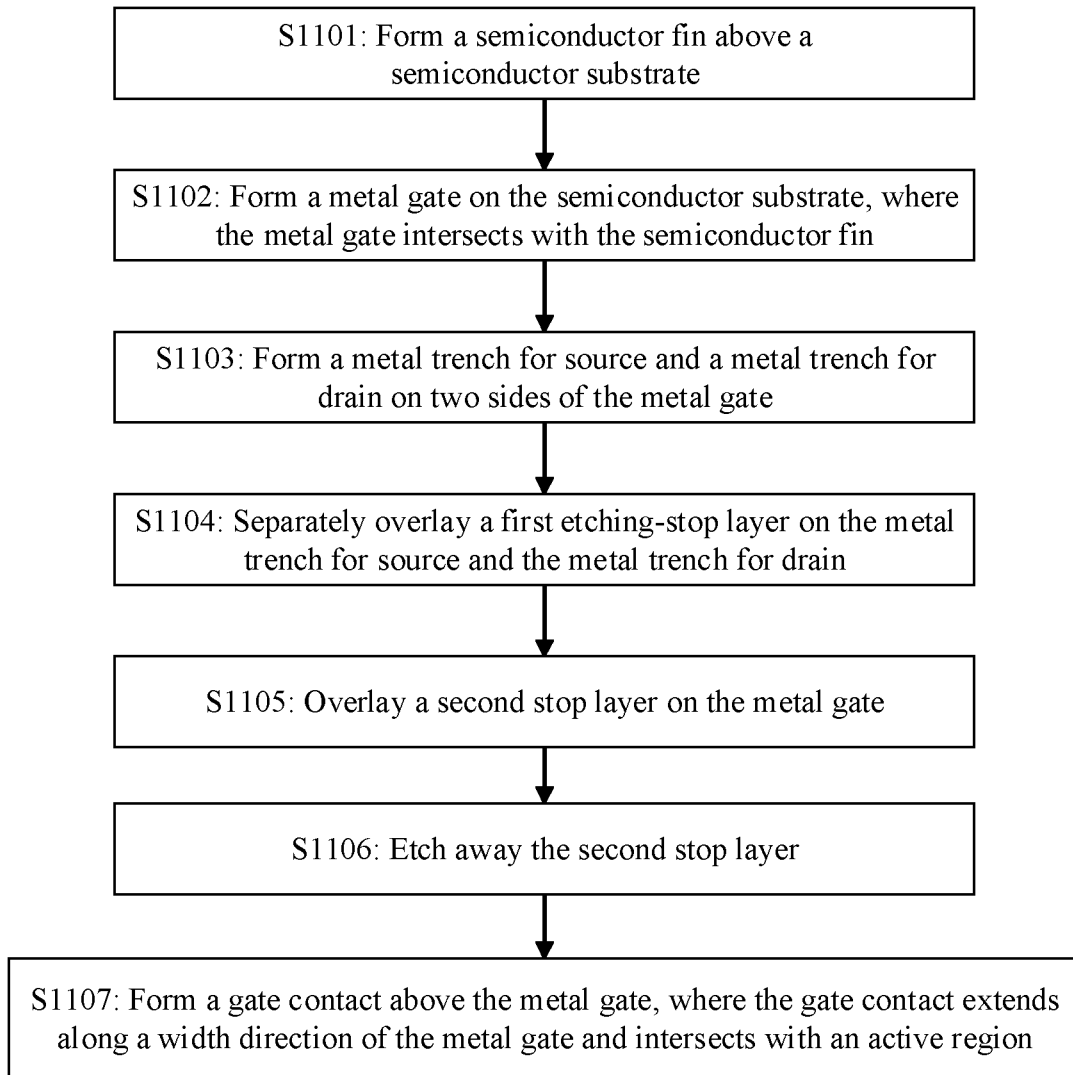 S1101: Form a semiconductor fin above a
semiconductor substrate
S1102: Form a metal gate on the semiconductor substrate, where
the metal gate intersects with the semiconductor fin
S1103: Form a metal trench for source and a metal trench for
drain on two sides of the metal gate
S1104: Separately overlay a first etching-stop layer on the metal
trench for source and the metal trench for drain
S1105: Overlay a second stop layer on the metal gate
S1106: Etch away the second stop layer
S1107: Form a gate contact above the metal gate, where the gate contact extends
along a width direction of the metal gate and intersects with an active region